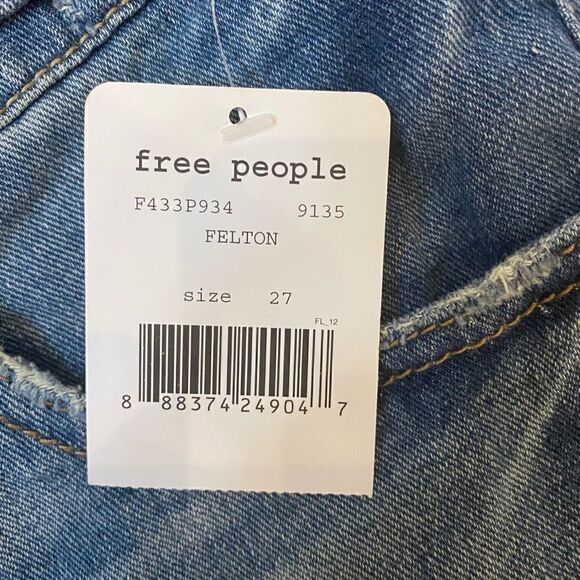 free people
F433P934 9135
FELTON
size 27
FL_12
8 88374 24904 7